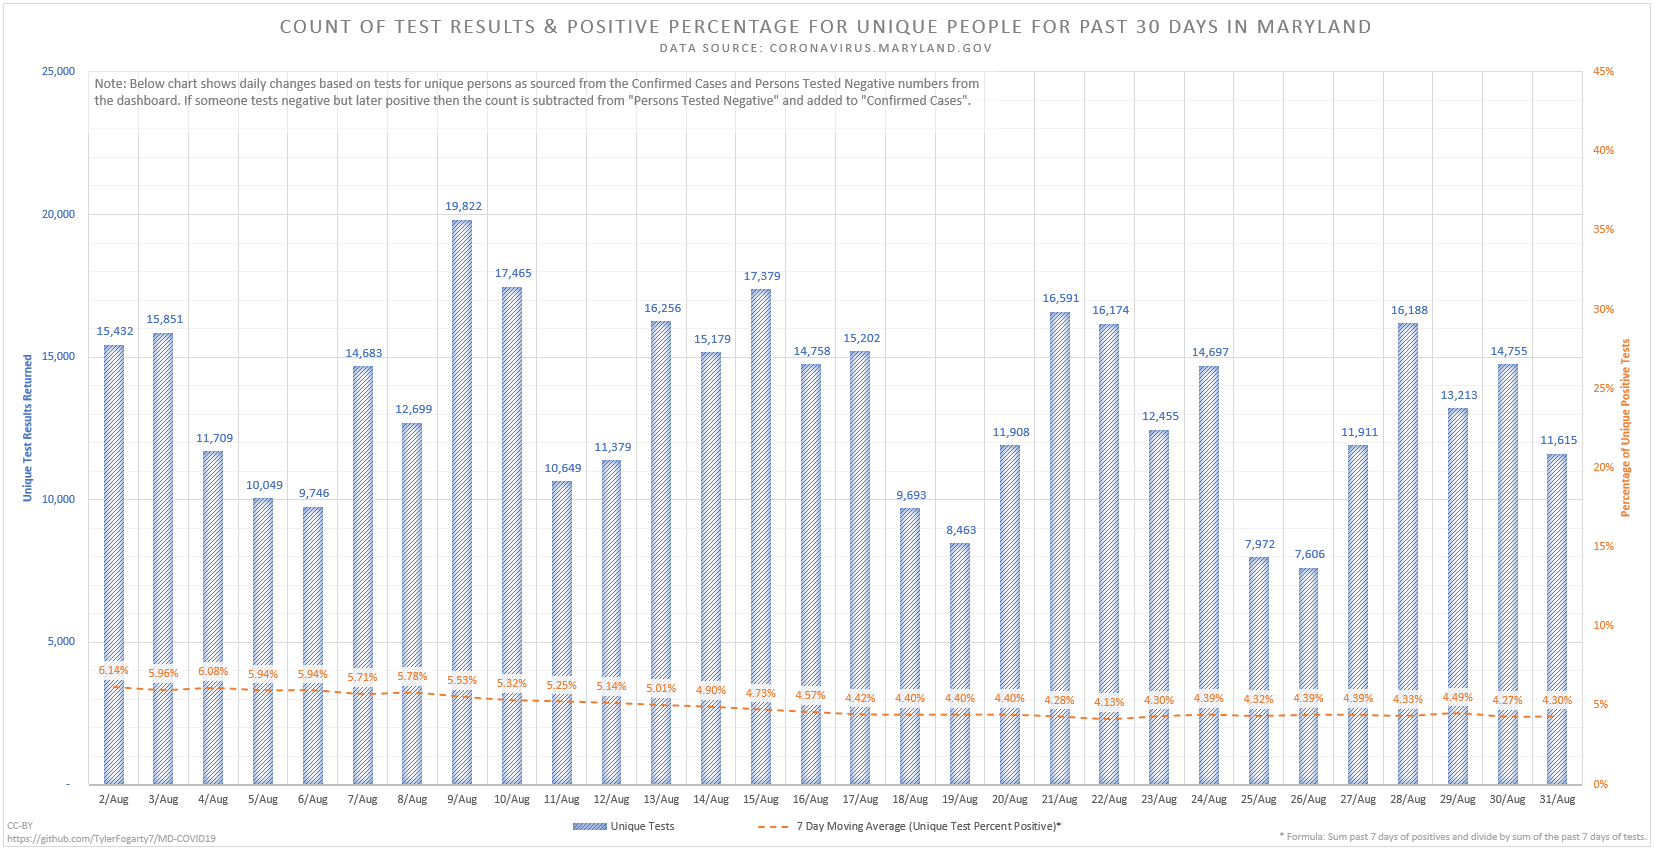 COUNT OF TEST RESULTS & POSITIVE PERCENTAGE FOR UNIQUE PEOPLE FOR PAST 30 DAYS IN MARYLAND
DATA SOURCE: CORONAVIRUS.MARYLAND.GOV
Note: Below chart shows daily changes based on tests for unique persons as sourced from the Confirmed Cases and Persons Tested Negative numbers from
the dashboard. If someone tests negative but later positive then the count is subtracted from "Persons Tested Negative" and added to "Confirmed Cases".
Unique Test Results Returned
25,000
20,000
15,000
10,000
5,000
-
15,432
15,851
11,709
10,049
9,746
14,683
12,699
19,822
17,465
10,649
11,379
16,256
15,179
17,379
14,758
15,202
9,693
8,463
11,908
16,591
16,174
12,455
14,697
7,972
7,606
11,911
16,188
13,213
14,755
11,615
6.14%
5.96%
6.08%
5.94%
5.94%
5.71%
5.78%
5.53%
5.32%
5.25%
5.14%
5.01%
4.90%
4.73%
4.57%
4.42%
4.40%
4.40%
4.40%
4.28%
4.13%
4.30%
4.39%
4.32%
4.39%
4.39%
4.33%
4.49%
4.27%
4.30%
45%
40%
35%
30%
25%
20%
15%
10%
5%
0%
Percentage of Unique Positive Tests
2/Aug
3/Aug
4/Aug
5/Aug
6/Aug
7/Aug
8/Aug
9/Aug
10/Aug
11/Aug
12/Aug
13/Aug
14/Aug
15/Aug
16/Aug
17/Aug
18/Aug
19/Aug
20/Aug
21/Aug
22/Aug
23/Aug
24/Aug
25/Aug
26/Aug
27/Aug
28/Aug
29/Aug
30/Aug
31/Aug
Unique Tests
7 Day Moving Average (Unique Test Percent Positive)*
CC-BY
https://github.com/TylerFogarty7/MD-COVID19
* Formula: Sum past 7 days of positives and divide by sum of the past 7 days of tests.